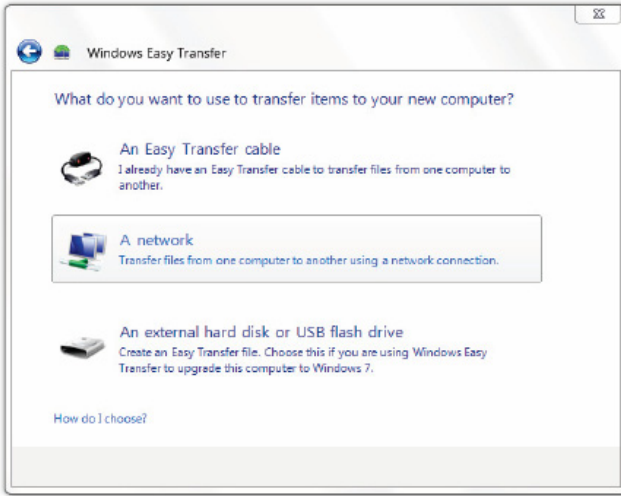 Windows Easy Transfer
What do you want to use to transfer items to your new computer?
An Easy Transfer cable
I already have an Easy Transfer cable to transfer files from one computer to
another.
A network
Transfer files from one computer to another using a network connection.
An external hard disk or USB flash drive
Create an Easy Transfer file. Choose this if you are using Windows Easy
Transfer to upgrade this computer to Windows 7.
How do I choose?